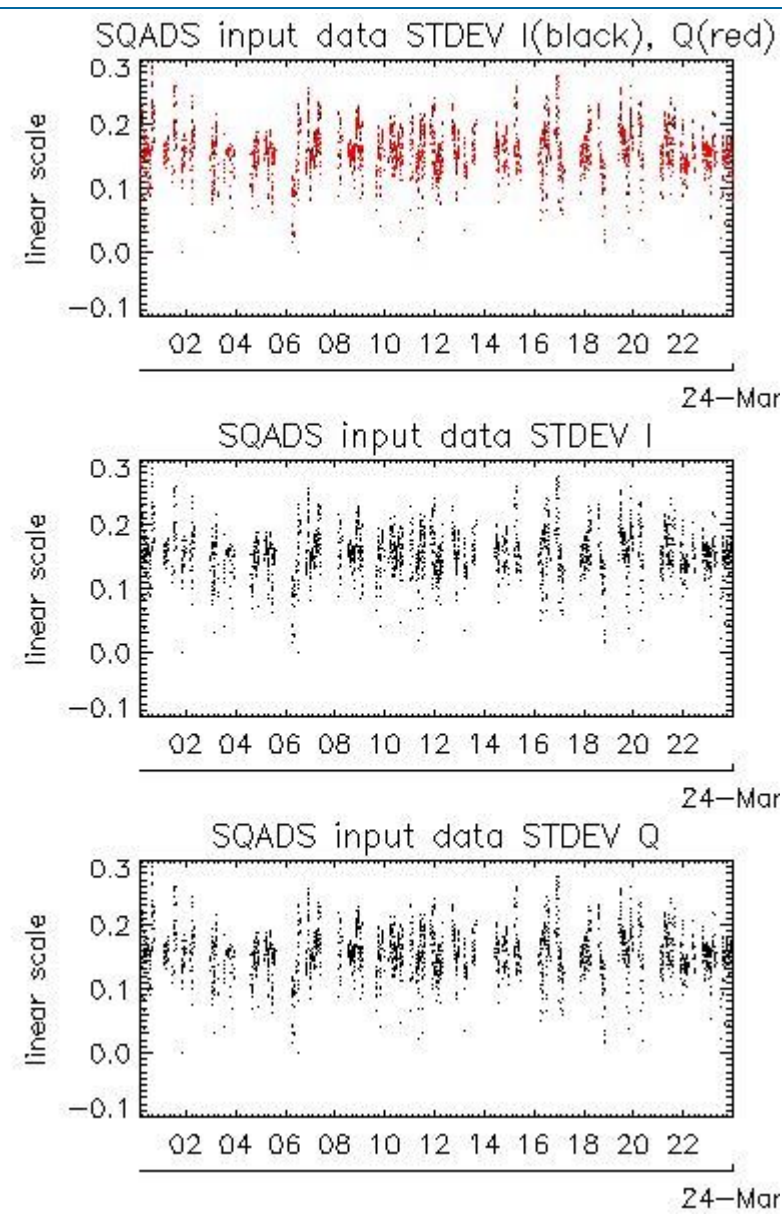 SQADS input data STDEV I(black), Q(red)
0.3
0.2
0.1
0.0
−0.1
linear scale
02 04 06 08 10 12 14 16 18 20 22
24−Mar
SQADS input data STDEV I
0.3
0.2
0.1
0.0
−0.1
linear scale
02 04 06 08 10 12 14 16 18 20 22
24−Mar
SQADS input data STDEV Q
0.3
0.2
0.1
0.0
−0.1
linear scale
02 04 06 08 10 12 14 16 18 20 22
24−Mar